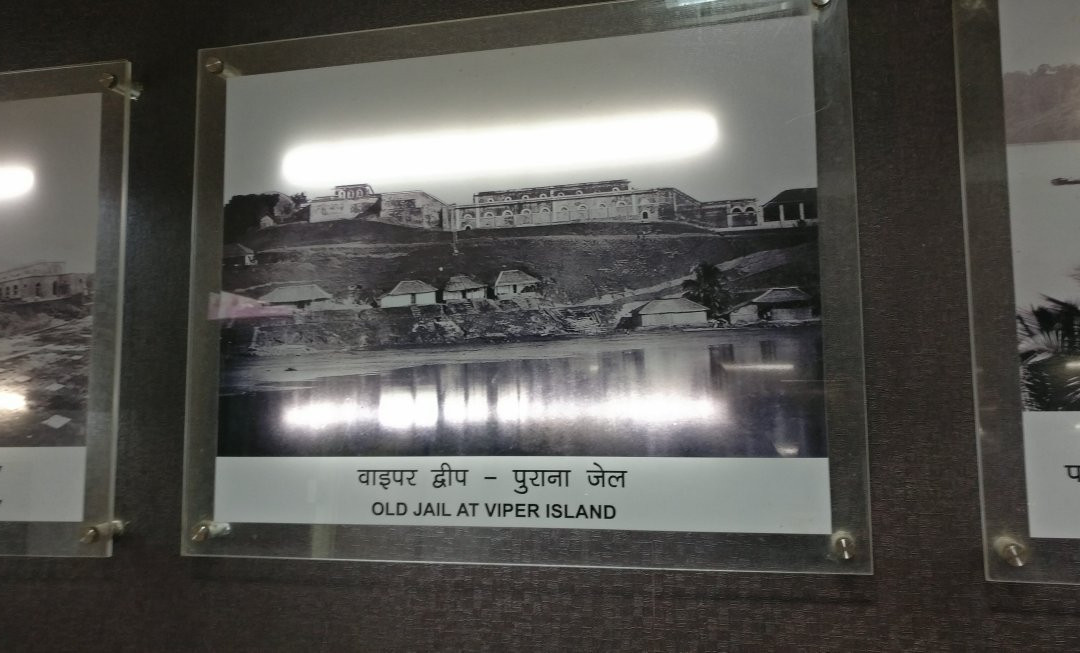 वाइपर द्वीप – पुराना जेल
OLD JAIL AT VIPER ISLAND